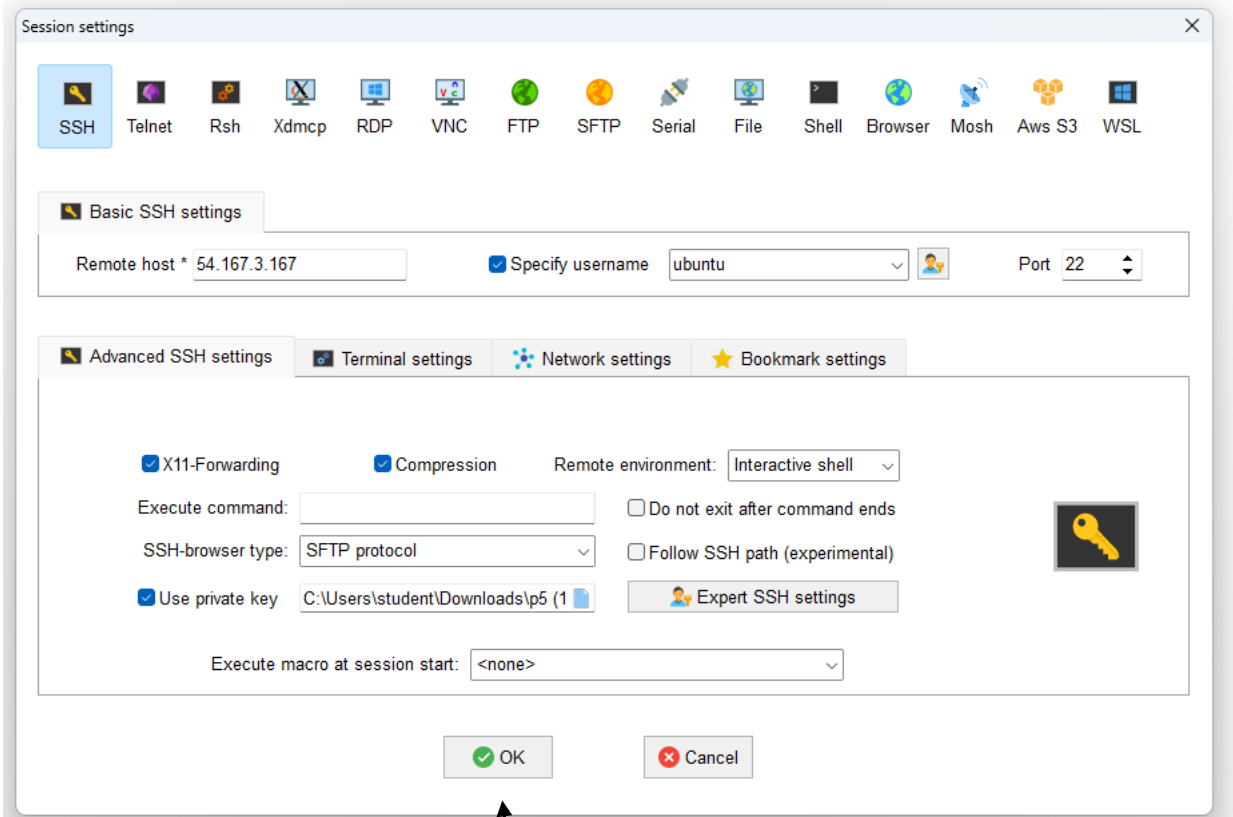 Session settings
SSH Telnet Rsh Xdmcp RDP VNC FTP SFTP Serial File Shell Browser Mosh Aws S3 WSL
Basic SSH settings
Remote host * 54.167.3.167 Specify username ubuntu Port 22
Advanced SSH settings Terminal settings Network settings Bookmark settings
X11-Forwarding Compression Remote environment: Interactive shell
Execute command: Do not exit after command ends
SSH-browser type: SFTP protocol Follow SSH path (experimental)
Use private key C:\Users\student\Downloads\p5 (1 Expert SSH settings
Execute macro at session start: <none>
OK Cancel